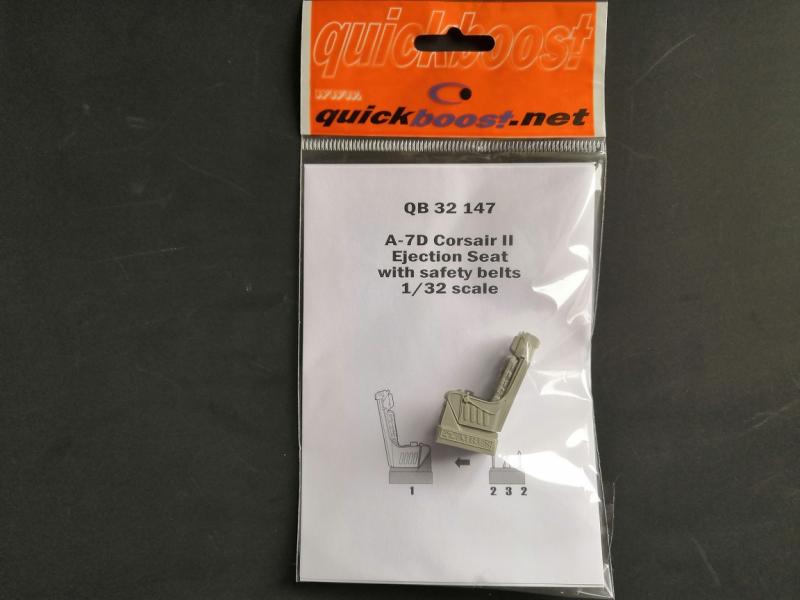 quickboost
www.
quickboost.net
QB 32 147
A-7D Corsair II
Ejection Seat
with safety belts
1/32 scale
1
2 3 2